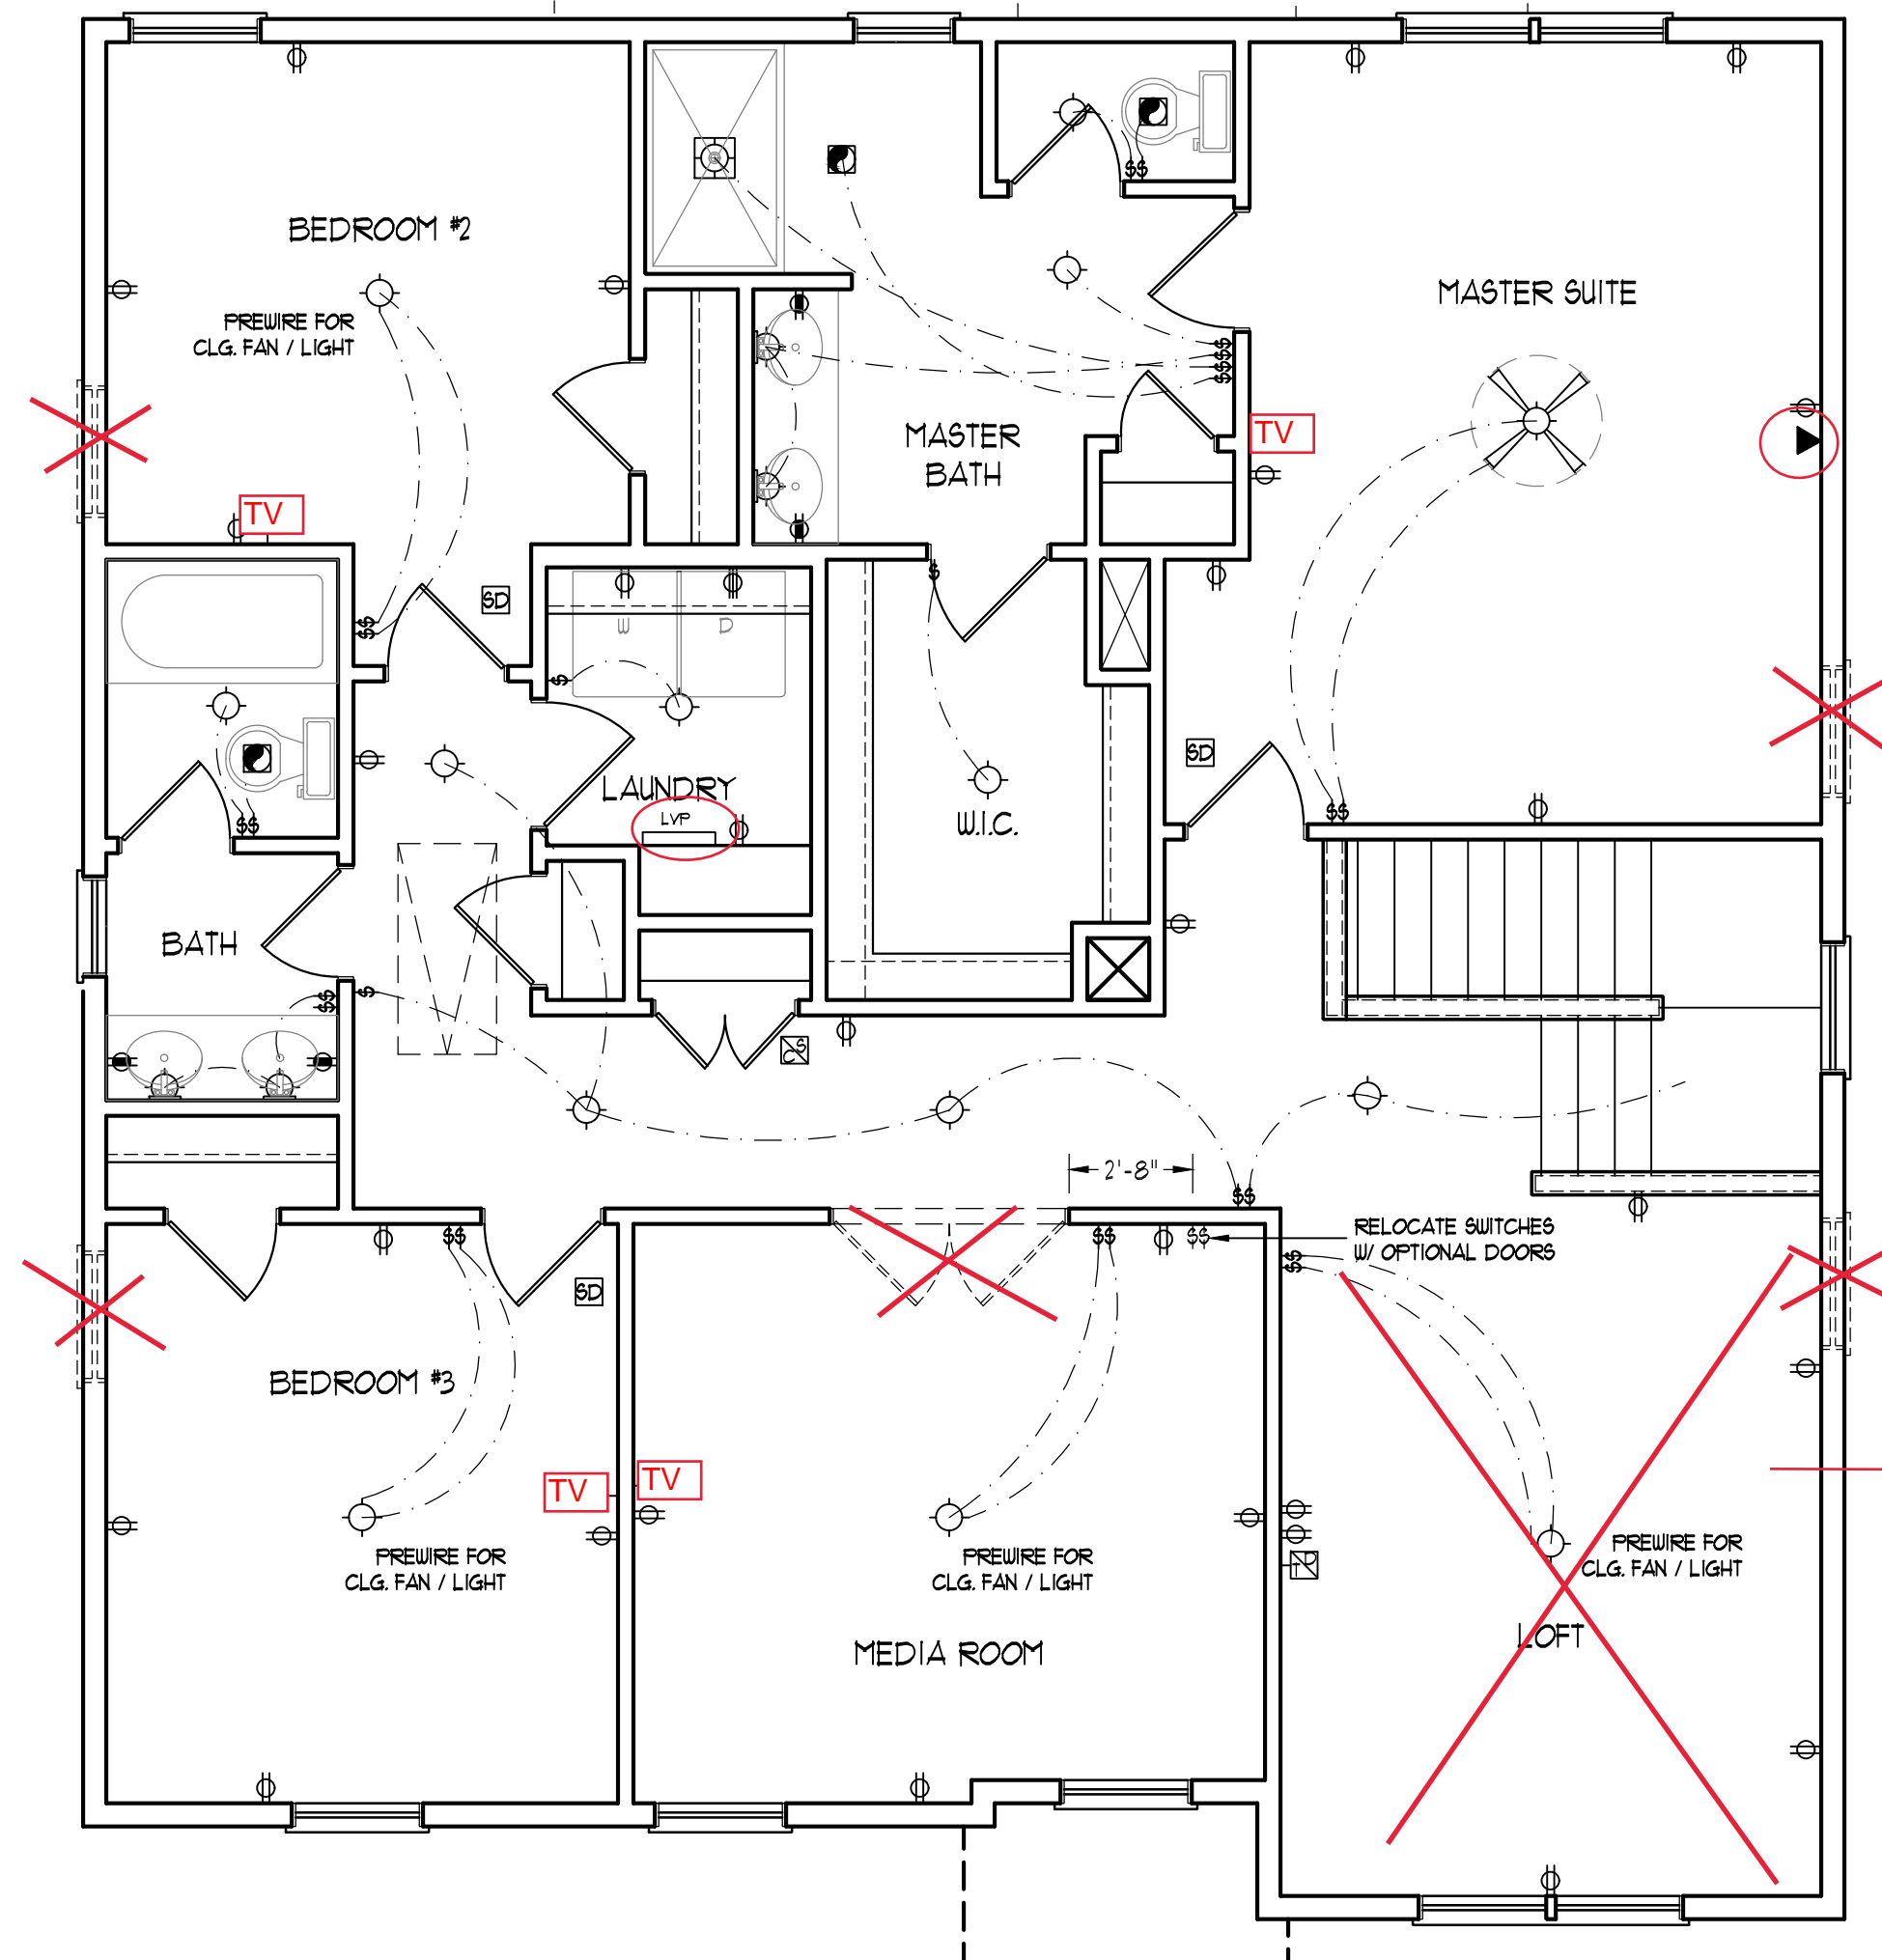 BEDROOM #2
PREWIRE FOR
CLG. FAN / LIGHT
MASTER SUITE
$$
$
$
$
$
MASTER
BATH
TV
TV
$
SD
W
D
$
$
$
SD
LAUNDRY
LVP
W.I.C.
$$
$$
BATH
$
$
$
CS
2'-8"
$$
RELOCATE SWITCHES
W/ OPTIONAL DOORS
$$
$$
$$
$
$
SD
BEDROOM #3
TV
TV
PREWIRE FOR
CLG. FAN / LIGHT
PREWIRE FOR
CLG. FAN / LIGHT
PREWIRE FOR
CLG. FAN / LIGHT
TP
LOFT
MEDIA ROOM